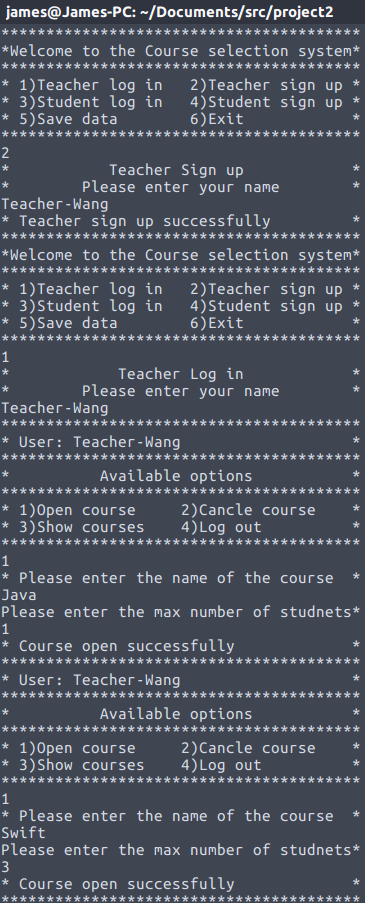 james@James-PC: ~/Documents/src/project2
****************************************
*Welcome to the Course selection system*
****************************************
* 1)Teacher log in   2)Teacher sign up *
* 3)Student log in   4)Student sign up *
* 5)Save data        6)Exit            *
****************************************
2
*           Teacher Sign up            *
*        Please enter your name        *
Teacher-Wang
* Teacher sign up successfully         *
****************************************
*Welcome to the Course selection system*
****************************************
* 1)Teacher log in   2)Teacher sign up *
* 3)Student log in   4)Student sign up *
* 5)Save data        6)Exit            *
****************************************
1
*            Teacher Log in            *
*        Please enter your name        *
Teacher-Wang
****************************************
* User: Teacher-Wang                   *
****************************************
*          Available options           *
****************************************
* 1)Open course     2)Cancle course    *
* 3)Show courses    4)Log out          *
****************************************
1
* Please enter the name of the course  *
Java
Please enter the max number of studnets*
1
* Course open successfully             *
****************************************
* User: Teacher-Wang                   *
****************************************
*          Available options           *
****************************************
* 1)Open course     2)Cancle course    *
* 3)Show courses    4)Log out          *
****************************************
1
* Please enter the name of the course  *
Swift
Please enter the max number of studnets*
3
* Course open successfully             *
****************************************